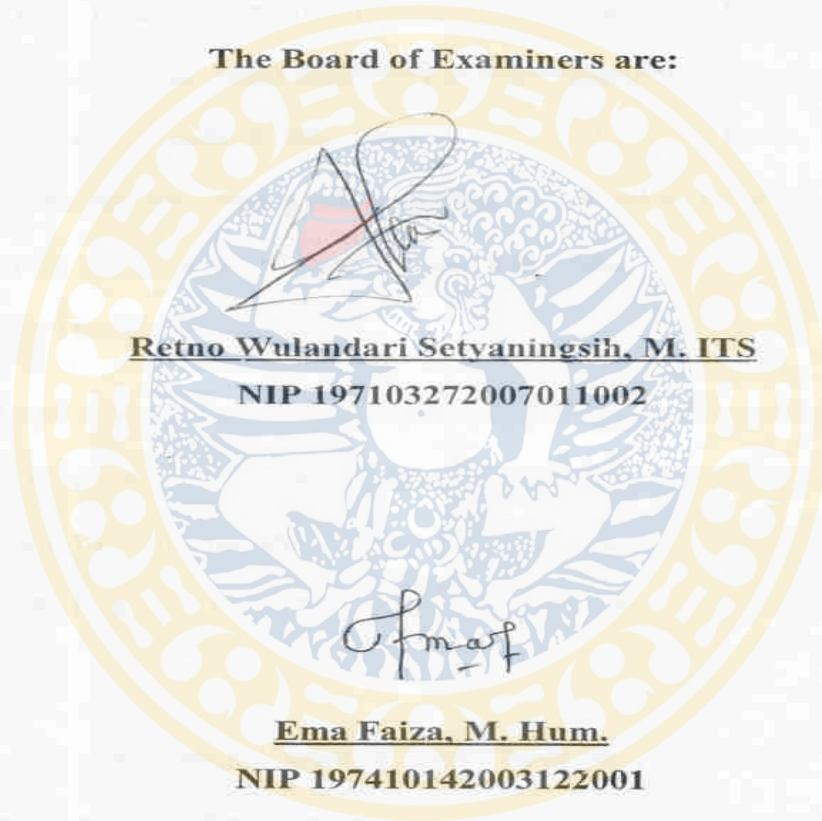 The Board of Examiners are:
Retno Wulandari Setyaningsih, M. ITS
NIP 197103272007011002
Ema Faiza, M. Hum.
NIP 197410142003122001